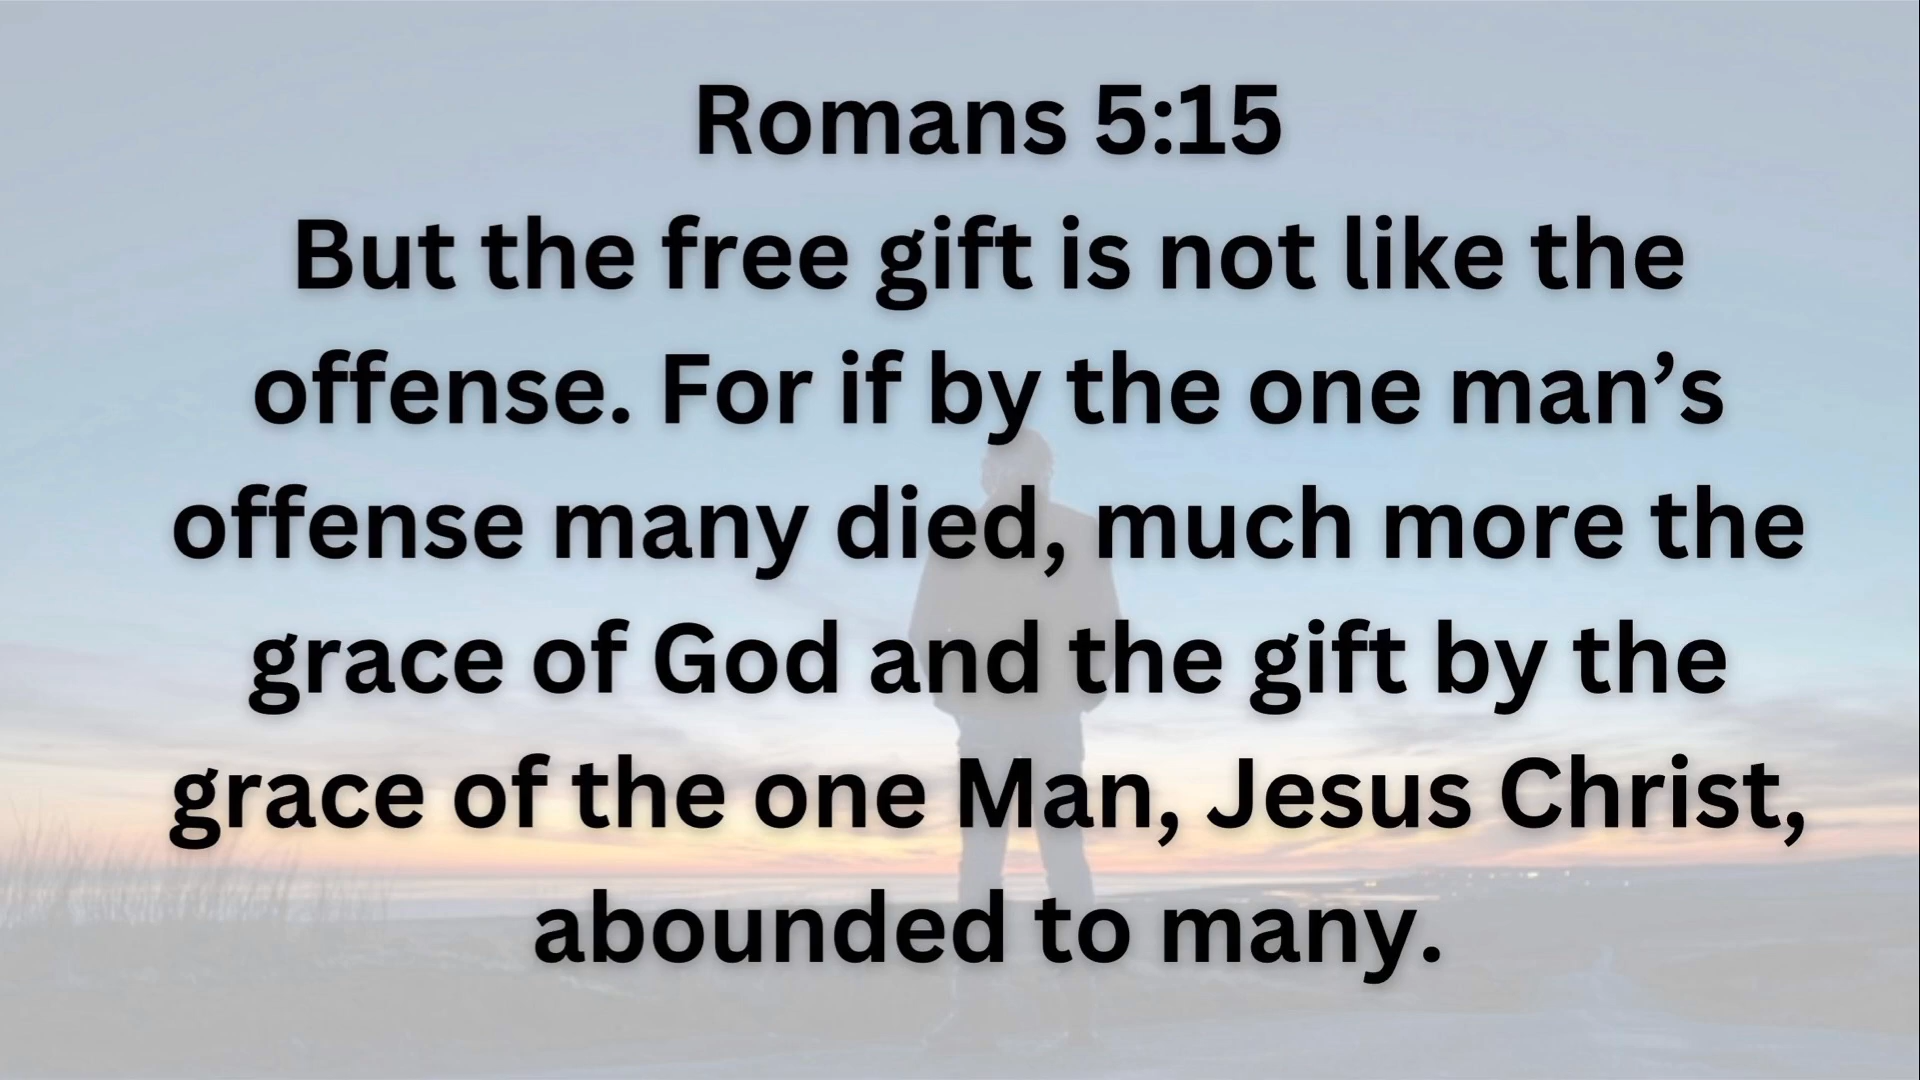 Romans 5:15
But the free gift is not like the
offense. For if by the one man’s
offense many died, much more the
grace of God and the gift by the
grace of the one Man, Jesus Christ,
abounded to many.